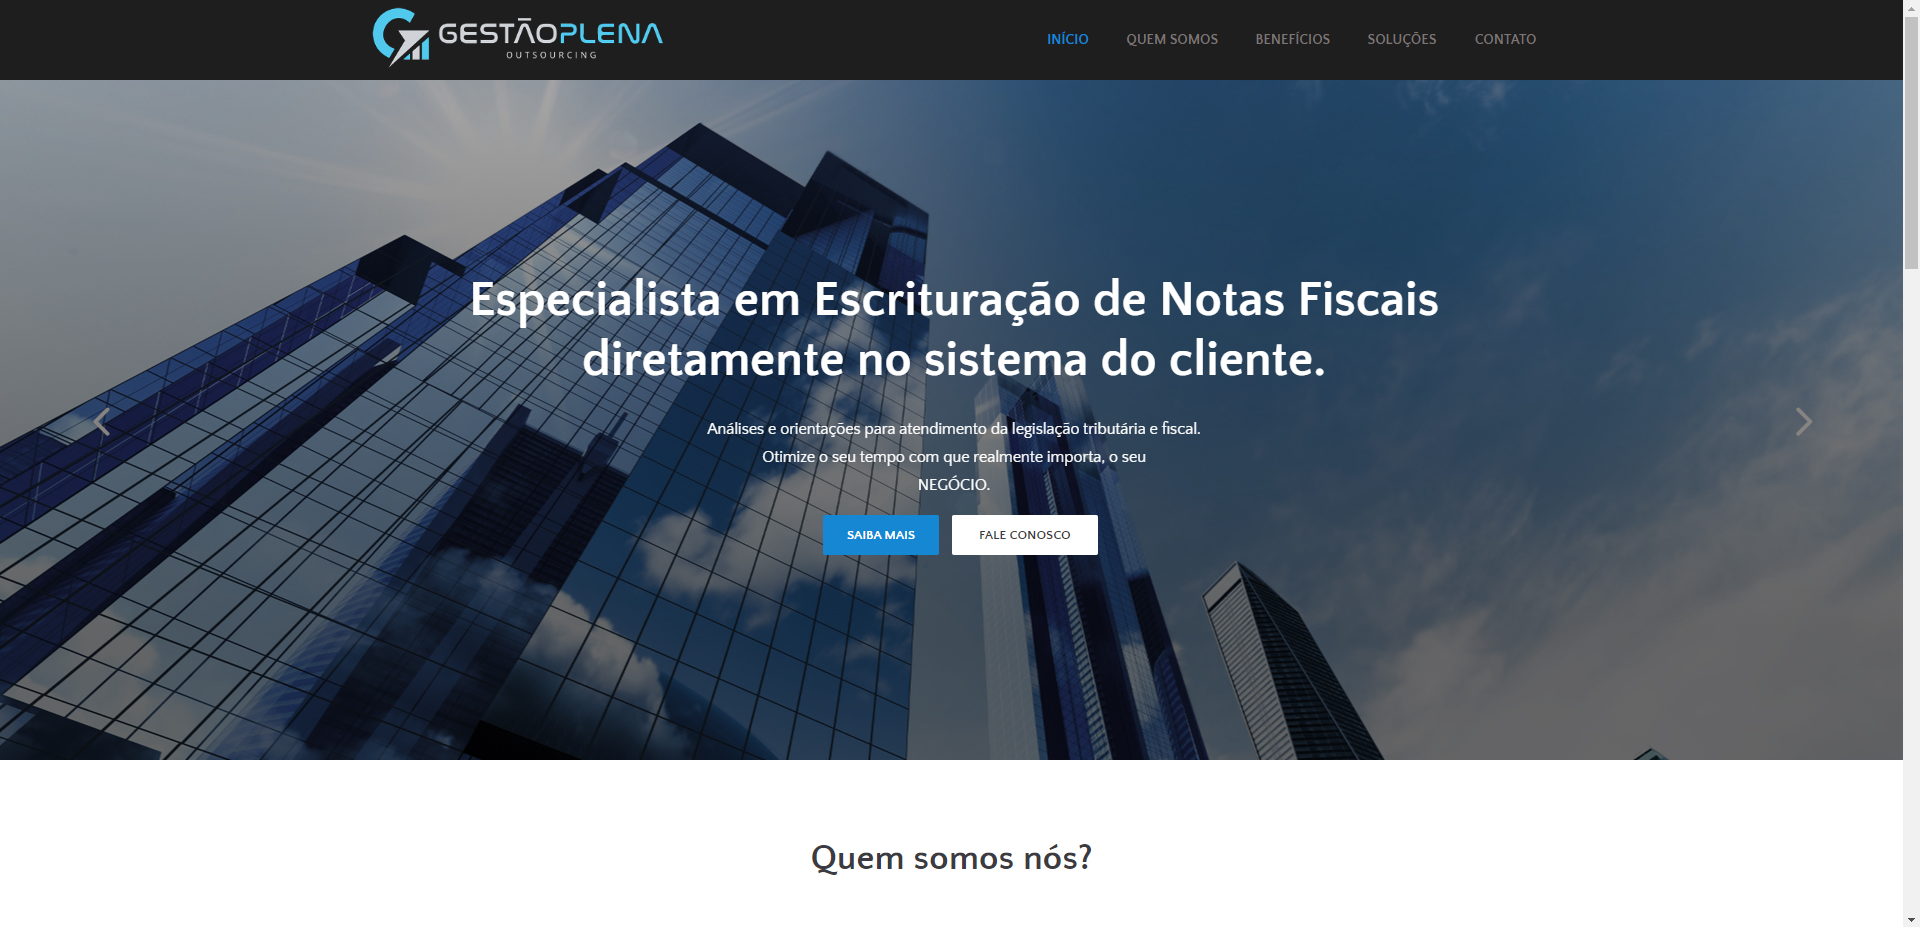 GESTÃOPLENA
OUTSOURCING
INÍCIO QUEM SOMOS BENEFÍCIOS SOLUÇÕES CONTATO
Especialista em Escrituração de Notas Fiscais
diretamente no sistema do cliente.
Análises e orientações para atendimento da legislação tributária e fiscal.
Otimize o seu tempo com que realmente importa, o seu
NEGÓCIO.
SAIBA MAIS FALE CONOSCO
Quem somos nós?